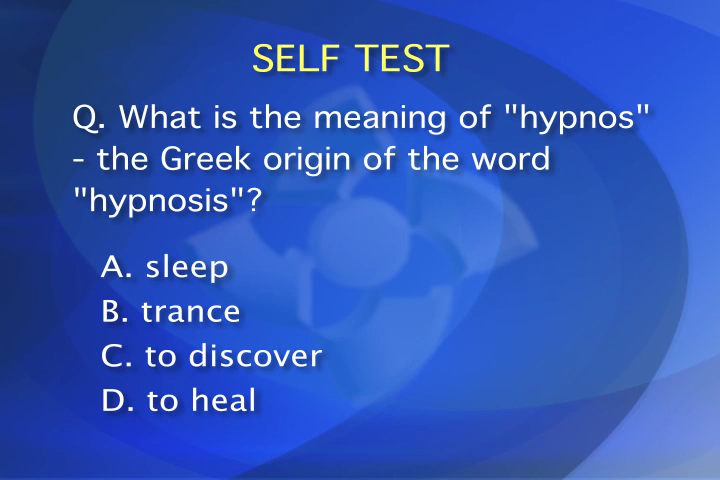 SELF TEST
Q. What is the meaning of "hypnos"
- the Greek origin of the word
"hypnosis"?
A. sleep
B. trance
C. to discover
D. to heal